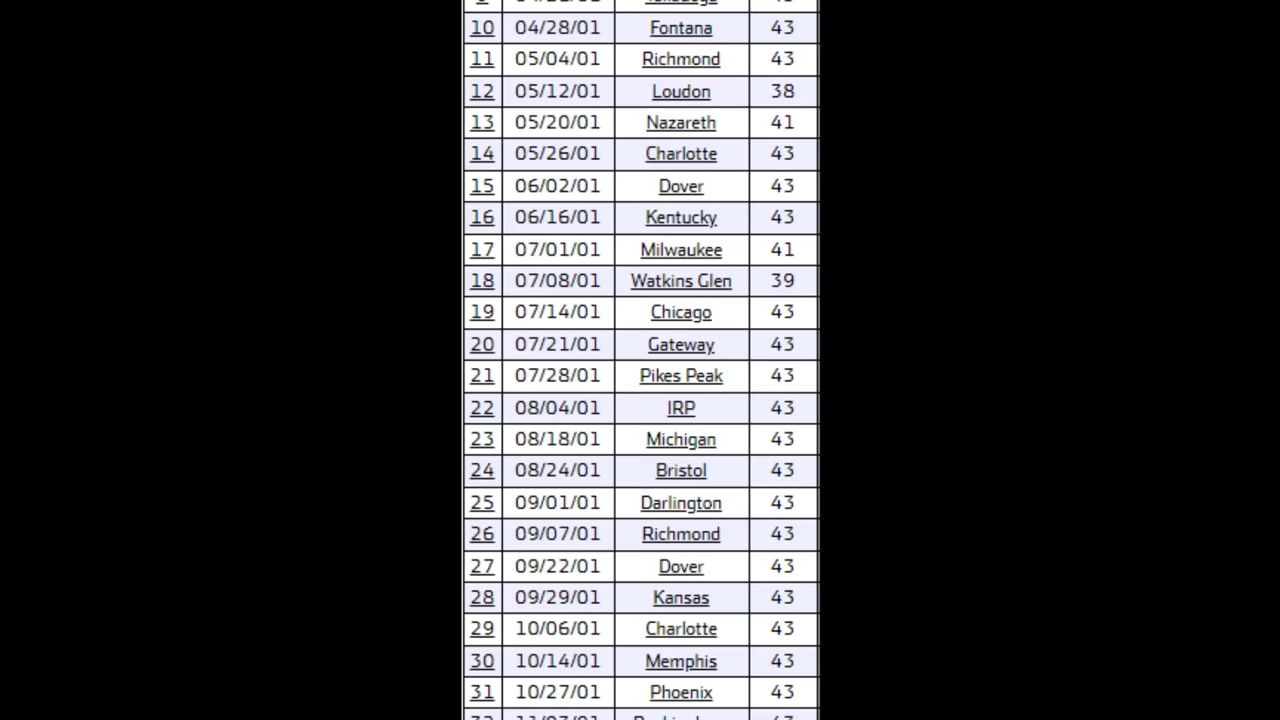 10 04/28/01 Fontana 43
11 05/04/01 Richmond 43
12 05/12/01 Loudon 38
13 05/20/01 Nazareth 41
14 05/26/01 Charlotte 43
15 06/02/01 Dover 43
16 06/16/01 Kentucky 43
17 07/01/01 Milwaukee 41
18 07/08/01 Watkins Glen 39
19 07/14/01 Chicago 43
20 07/21/01 Gateway 43
21 07/28/01 Pikes Peak 43
22 08/04/01 IRP 43
23 08/18/01 Michigan 43
24 08/24/01 Bristol 43
25 09/01/01 Darlington 43
26 09/07/01 Richmond 43
27 09/22/01 Dover 43
28 09/29/01 Kansas 43
29 10/06/01 Charlotte 43
30 10/14/01 Memphis 43
31 10/27/01 Phoenix 43